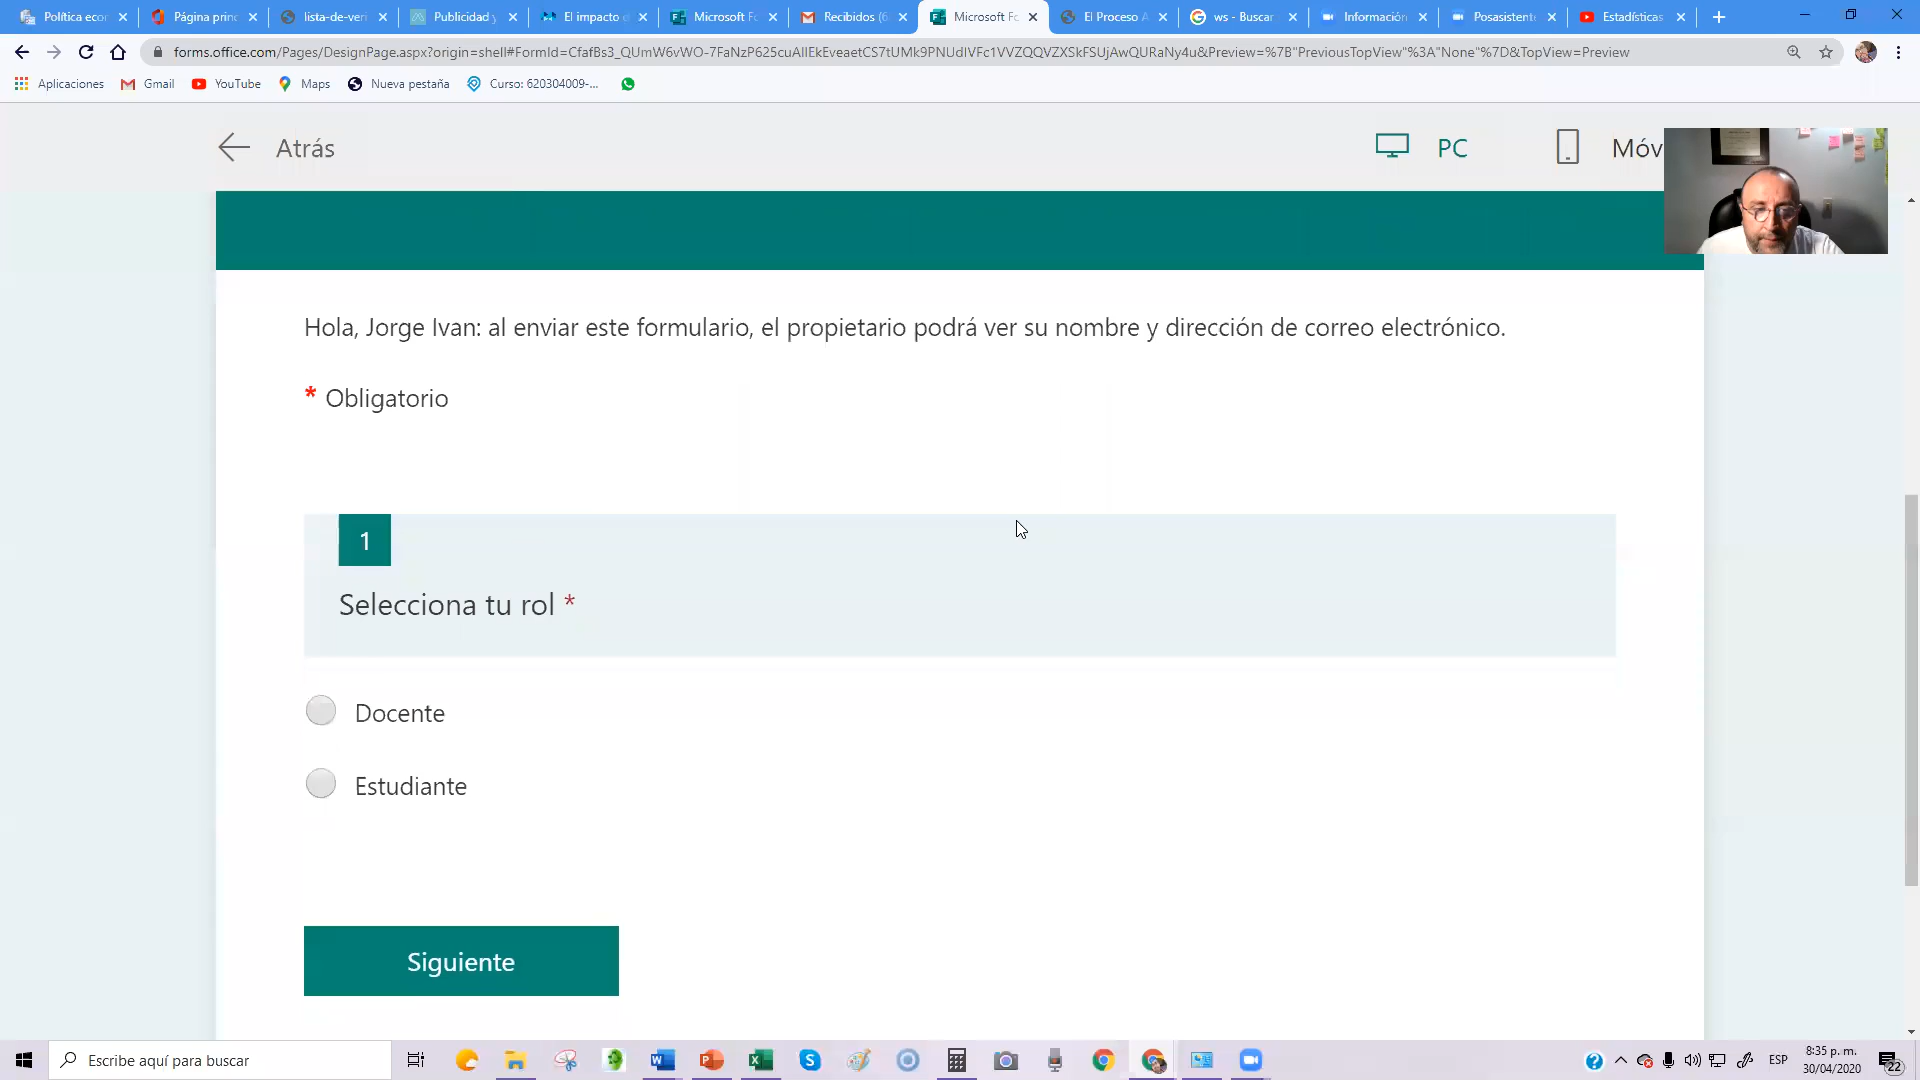 Política econ
Página princ
lista-de-veri
Publicidad y
El impacto d
Microsoft Fo
Recibidos (6
Microsoft Fo
El Proceso A
ws - Buscar
Información
Posasistente
Estadísticas
forms.office.com/Pages/DesignPage.aspx?origin=shell#FormId=CfafBs3_QUmW6vWO-7FaNzP625cuAIlEkEveaetCS7tUMk9PNUdIVFc1VVZQQVZXSkFSUjAwQURaNy4u&Preview=%7B"PreviousTopView"%3A"None"%7D&TopView=Preview
Aplicaciones
Gmail
YouTube
Maps
Nueva pestaña
Curso: 620304009-...
Atrás
PC
Móv
Hola, Jorge Ivan: al enviar este formulario, el propietario podrá ver su nombre y dirección de correo electrónico.
* Obligatorio
1
Selecciona tu rol *
Docente
Estudiante
Siguiente
Escribe aquí para buscar
ESP
8:35 p. m.
30/04/2020
22